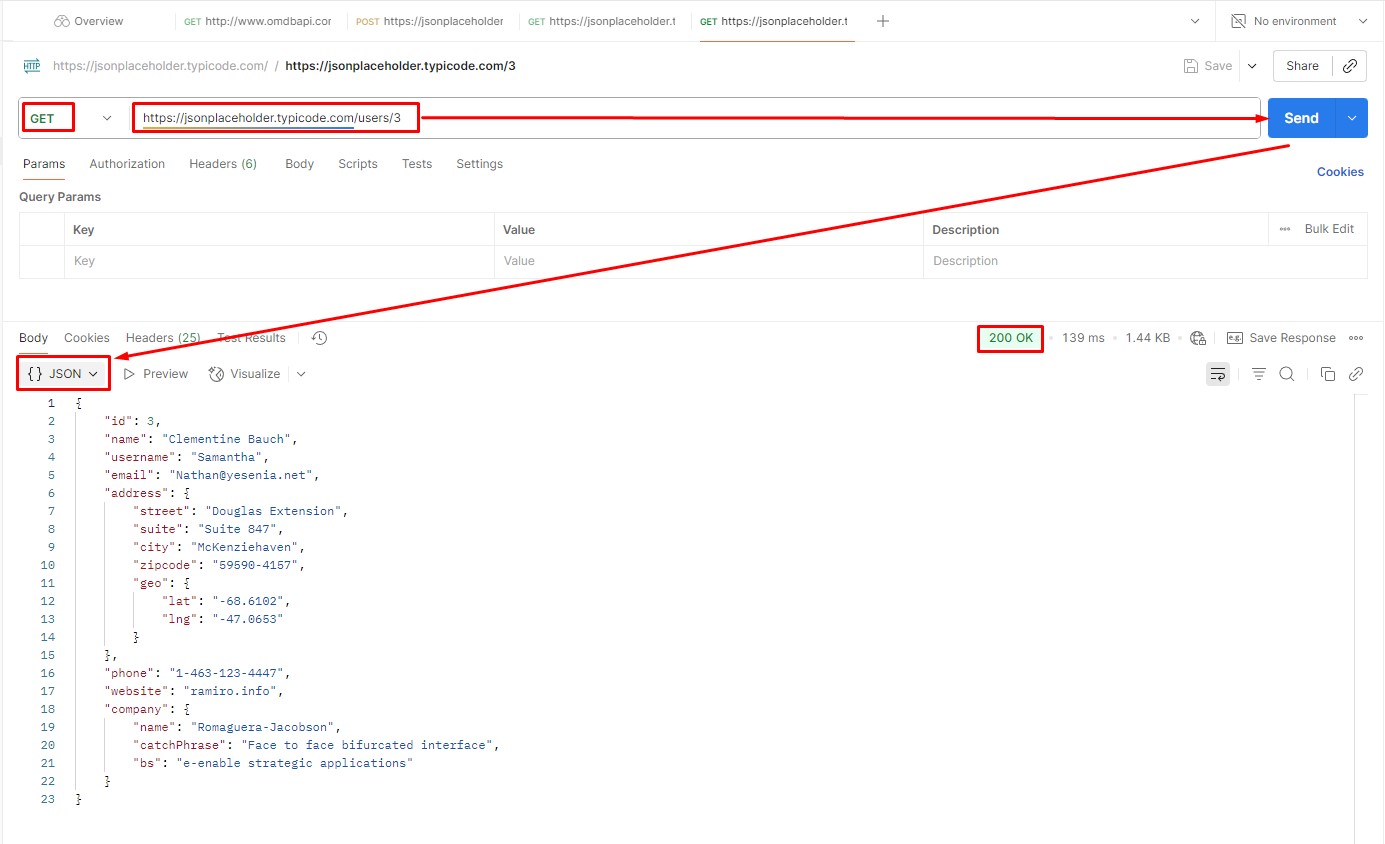 Overview GET http://www.omdbapi.cor POST https://jsonplaceholder GET https://jsonplaceholder.t GET https://jsonplaceholder.t No environment
HTTP https://jsonplaceholder.typicode.com/ / https://jsonplaceholder.typicode.com/3 Save Share
GET https://jsonplaceholder.typicode.com/users/3 Send
Params Authorization Headers (6) Body Scripts Tests Settings Cookies
Query Params
Key Value Description Bulk Edit
Key Value Description
Body Cookies Headers (25) Test Results 200 OK 139 ms 1.44 KB e.g. Save Response
{} JSON Preview Visualize
1 {
2 "id": 3,
3 "name": "Clementine Bauch",
4 "username": "Samantha",
5 "email": "Nathan@yesenia.net",
6 "address": {
7 "street": "Douglas Extension",
8 "suite": "Suite 847",
9 "city": "McKenziehaven",
10 "zipcode": "59590-4157",
11 "geo": {
12 "lat": "-68.6102",
13 "lng": "-47.0653"
14 }
15 },
16 "phone": "1-463-123-4447",
17 "website": "ramiro.info",
18 "company": {
19 "name": "Romaguera-Jacobson",
20 "catchPhrase": "Face to face bifurcated interface",
21 "bs": "e-enable strategic applications"
22 }
23 }